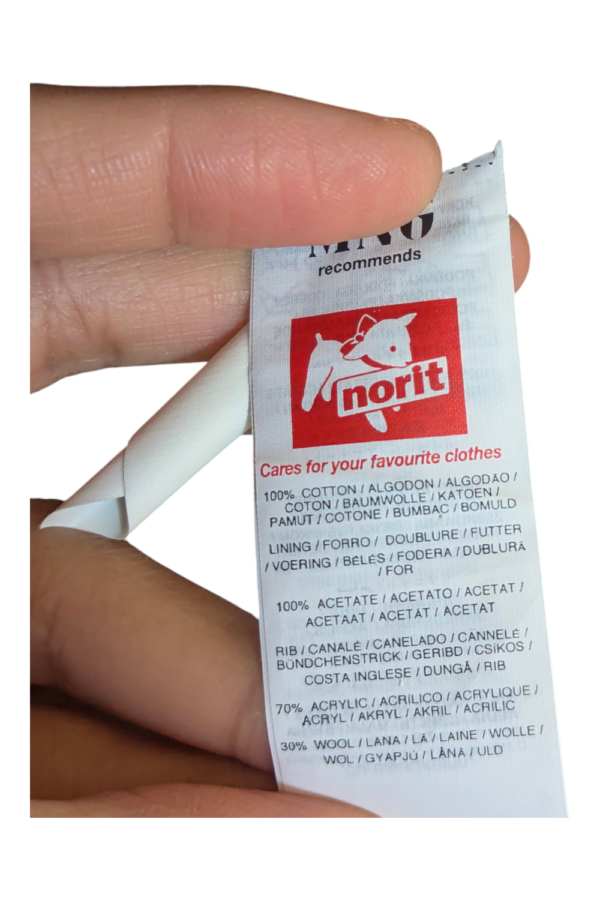 MNG
recommends
norit
Cares for your favourite clothes
100% COTTON / ALGODON / ALGODÃO /
COTON / BAUMWOLLE / KATOEN /
PAMUT / COTONE / BUMBAC / BOMULD
LINING / FORRO / DOUBLURE / FUTTER
/ VOERING / BÉLÉS / FODERA / DUBLURĂ
/ FOR
100% ACETATE / ACETATO / ACETAT /
ACETAAT / ACETÁT / ACETAT
RIB / CANALÉ / CANELADO / CANNELÉ /
BÜNDCHENSTRICK / GERIBD / CSIKOS /
COSTA INGLESE / DUNGĂ / RIB
70% ACRYLIC / ACRÍLICO / ACRYLIQUE /
ACRYL / AKRYL / AKRIL / ACRILIC
30% WOOL / LANA / LÃ / LAINE / WOLLE /
WOL / GYAPJÚ / LÂNĂ / ULD